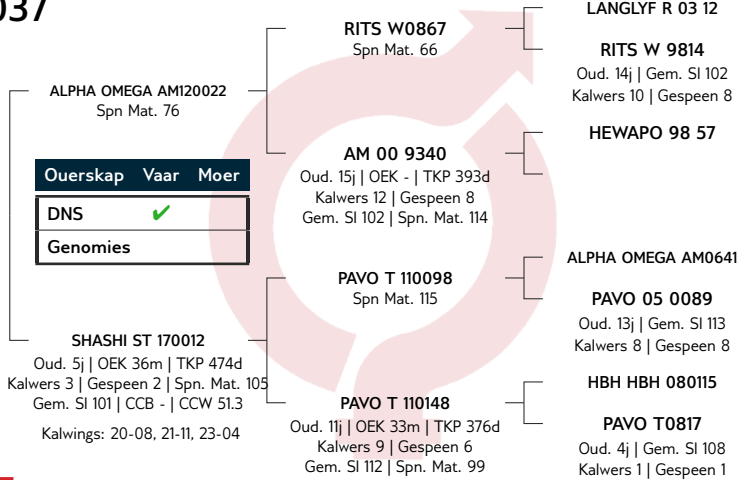 037
ALPHA OMEGA AM120022
Spn Mat. 76
Ouerskap Vaar Moer
DNS ✔
Genomies
SHASHI ST 170012
Oud. 5j | OEK 36m | TKP 474d
Kalwers 3 | Gespeen 2 | Spn. Mat. 105
Gem. SI 101 | CCB - | CCW 51.3
Kalwings: 20-08, 21-11, 23-04
RITS W0867
Spn Mat. 66
AM 00 9340
Oud. 15j | OEK - | TKP 393d
Kalwers 12 | Gespeen 8
Gem. SI 102 | Spn. Mat. 114
PAVO T 110098
Spn Mat. 115
PAVO T 110148
Oud. 11j | OEK 33m | TKP 376d
Kalwers 9 | Gespeen 6
Gem. SI 112 | Spn. Mat. 99
LANGLYF R 03 12
RITS W 9814
Oud. 14j | Gem. SI 102
Kalwers 10 | Gespeen 8
HEWAPO 98 57
ALPHA OMEGA AM0641
PAVO 05 0089
Oud. 13j | Gem. SI 113
Kalwers 8 | Gespeen 8
HBH HBH 080115
PAVO T0817
Oud. 4j | Gem. SI 108
Kalwers 1 | Gespeen 1